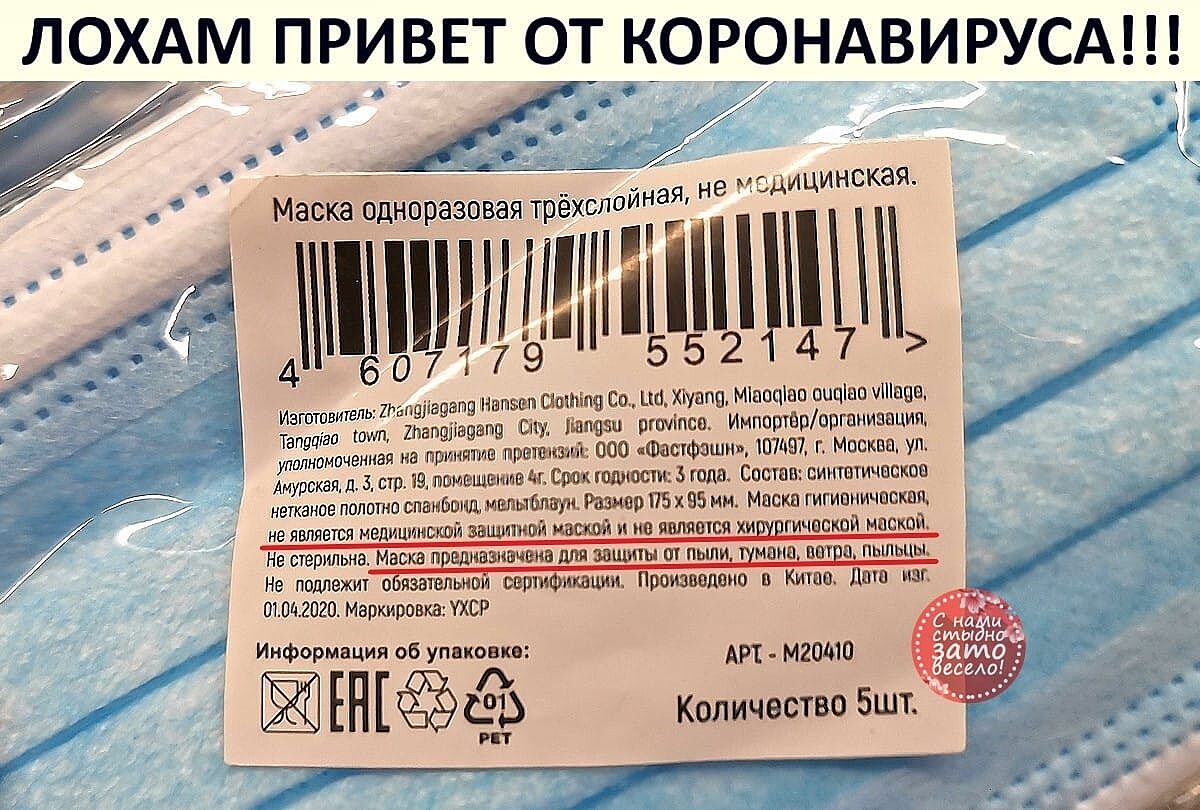 ЛОХАМ ПРИВЕТ ОТ КОРОНАВИРУСА!!!
Маска одноразовая трёхслойная, не медицинская.
4 607179 552147 >
Изготовитель: Zhangjiagang Hansen Clothing Co., Ltd, Xiyang, Miaoqiao ouqiao village,
Tangqiao town, Zhangjiagang City, Jiangsu province. Импортёр/организация,
уполномоченная на принятие претензий: ООО «Фастфэшн», 107497, г. Москва, ул.
Амурская, д. 3, стр. 19, помещение 4г. Срок годности: 3 года. Состав: синтетическое
нетканое полотно спанбонд, мельтблаун. Размер 175 x 95 мм. Маска гигиеническая,
не является медицинской защитной маской и не является хирургической маской.
Не стерильна. Маска предназначена для защиты от пыли, тумана, ветра, пыльцы.
Не подлежит обязательной сертификации. Произведено в Китае. Дата изг.
01.04.2020. Маркировка: YXCP
Информация об упаковке:
АРТ. - М20410
EAC
01
PET
Количество 5шт.
С нами
стыдно
зато
весело!